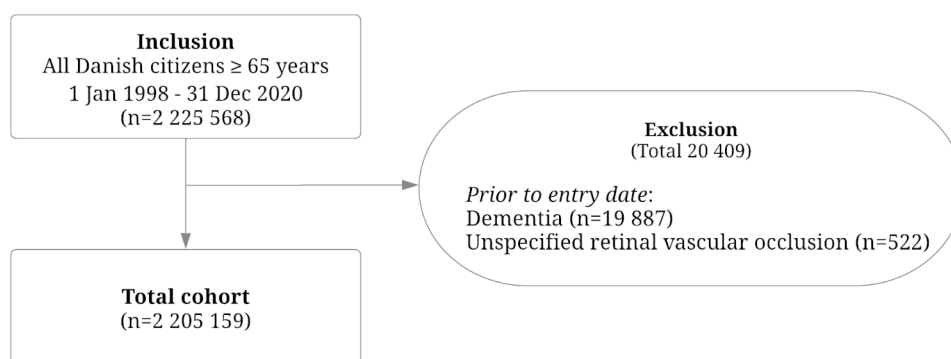 Inclusion
All Danish citizens ≥ 65 years
1 Jan 1998 - 31 Dec 2020
(n=2 225 568)
Exclusion
(Total 20 409)
Prior to entry date:
Dementia (n=19 887)
Unspecified retinal vascular occlusion (n=522)
Total cohort
(n=2 205 159)